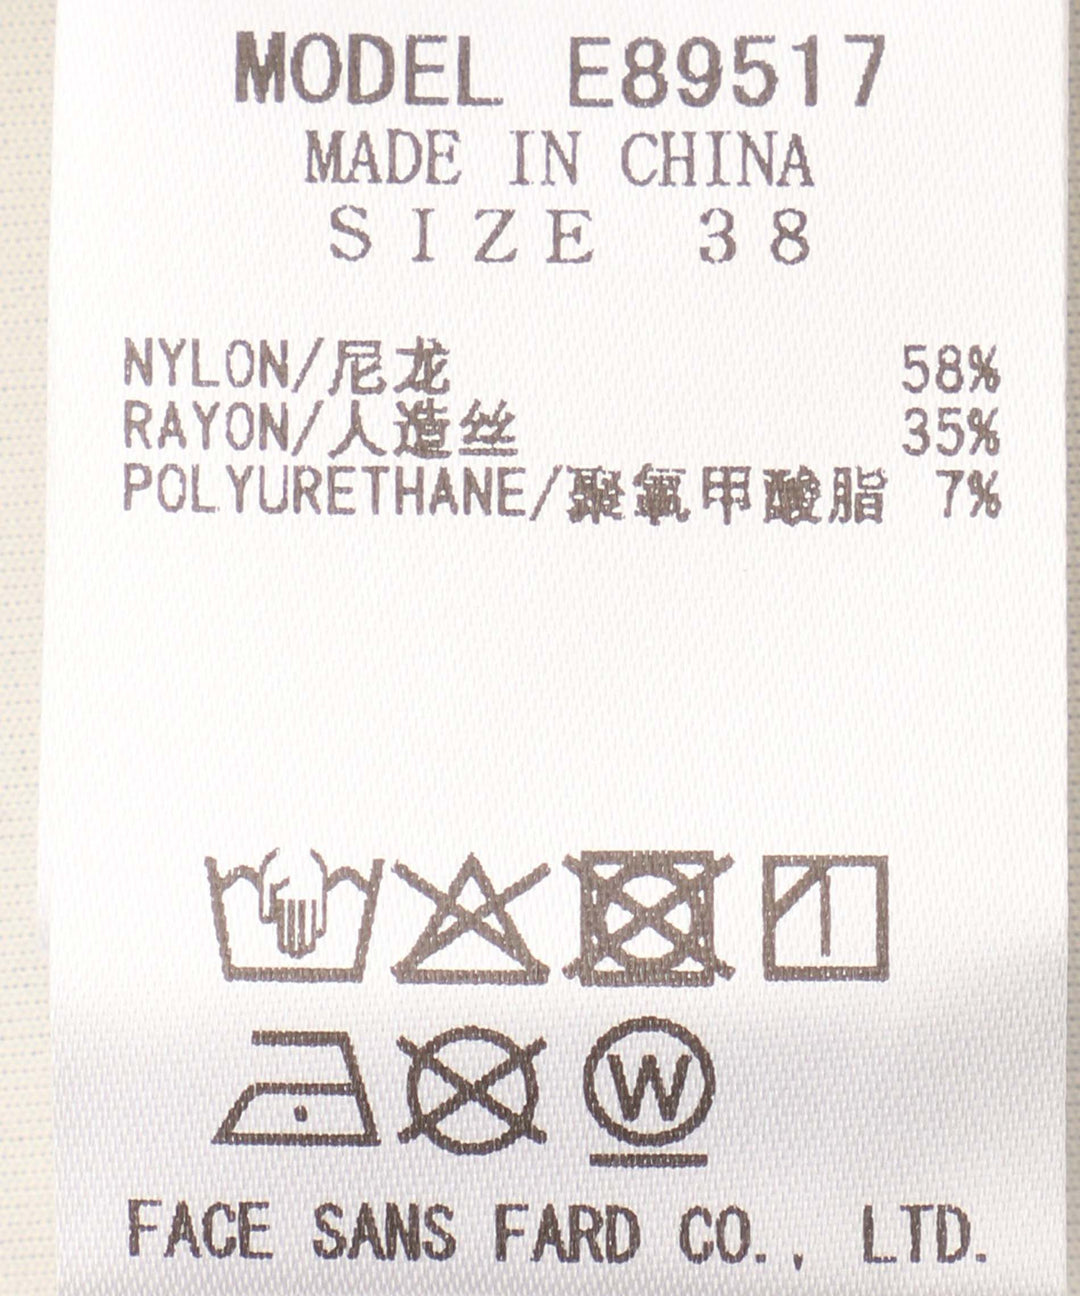 MODEL E89517
MADE IN CHINA
SIZE 38
NYLON/尼龙 58%
RAYON/人造丝 35%
POLYURETHANE/聚氰甲酸脂 7%
W
FACE SANS FARD CO., LTD.